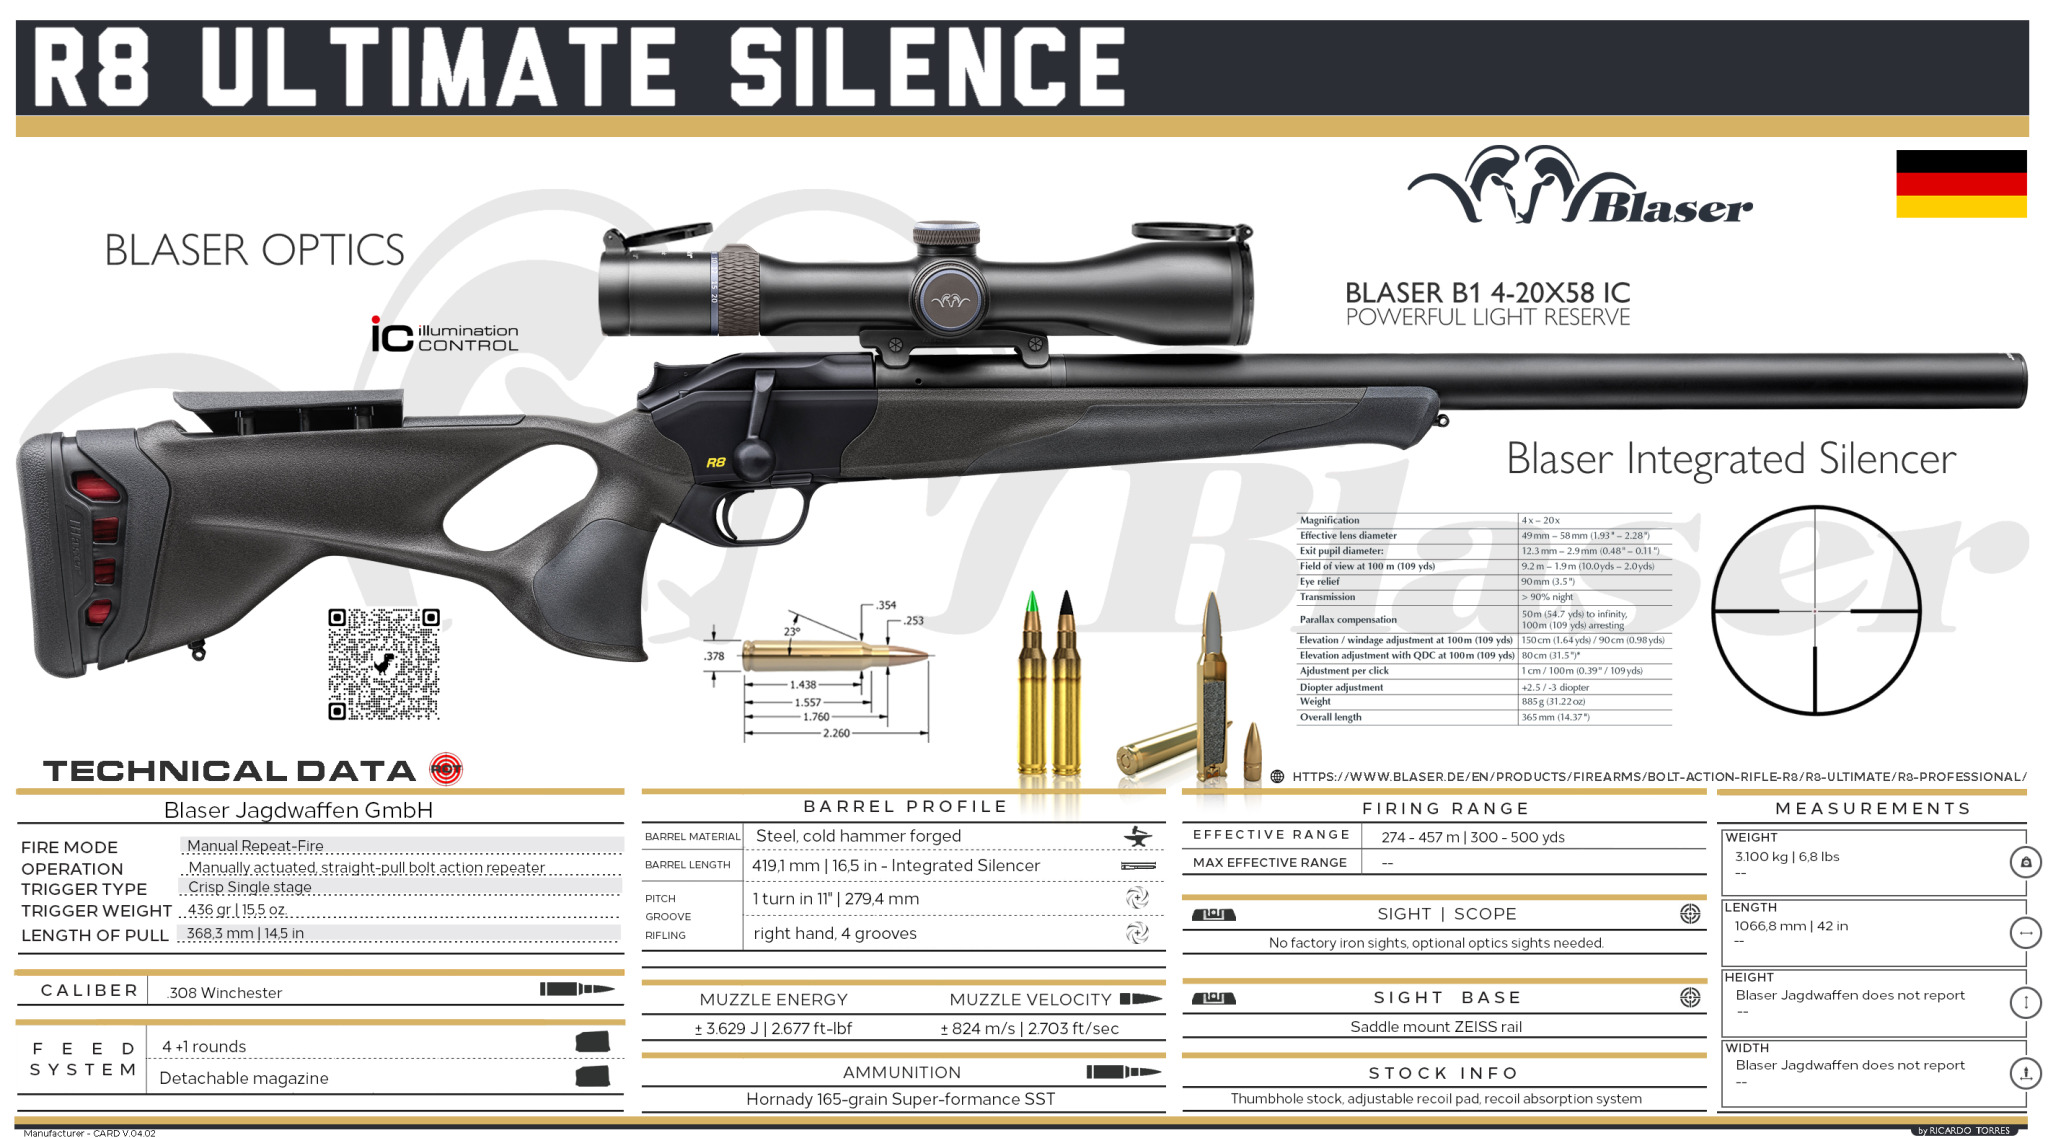 R8 ULTIMATE SILENCE
Blaser
BLASER OPTICS
iC illumination CONTROL
BLASER B1 4-20X58 IC
POWERFUL LIGHT RESERVE
R8
Blaser Integrated Silencer
Blaser
Magnification 4x – 20x
Effective lens diameter 49 mm – 58 mm (1.93" – 2.28")
Exit pupil diameter: 12.3 mm – 2.9 mm (0.48" – 0.11")
Field of view at 100 m (109 yds) 9.2 m – 1.9 m (10.0 yds – 2.0 yds)
Eye relief 90 mm (3.5")
Transmission > 90% night
Parallax compensation 50 m (54.7 yds) to infinity,
100 m (109 yds) arresting
Elevation / windage adjustment at 100 m (109 yds) 150 cm (1.64 yds) / 90 cm (0.98 yds)
Elevation adjustment with QDC at 100 m (109 yds) 80 cm (31.5")*
Ajdustment per click 1 cm / 100 m (0.39" / 109 yds)
Diopter adjustment +2.5 / -3 diopter
Weight 885 g (31.22 oz)
Overall length 365 mm (14.37")
.354
.253
23°
.378
1.438
1.557
1.760
2.260
TECHNICAL DATA
HTTPS://WWW.BLASER.DE/EN/PRODUCTS/FIREARMS/BOLT-ACTION-RIFLE-R8/R8-ULTIMATE/R8-PROFESSIONAL/
Blaser Jagdwaffen GmbH
FIRE MODE Manual Repeat-Fire
OPERATION Manually actuated, straight-pull bolt action repeater
TRIGGER TYPE Crisp Single stage
TRIGGER WEIGHT 436 gr | 15,5 oz.
LENGTH OF PULL 368,3 mm | 14,5 in
CALIBER .308 Winchester
FEED SYSTEM
4 +1 rounds
Detachable magazine
BARREL PROFILE
BARREL MATERIAL Steel, cold hammer forged
BARREL LENGTH 419,1 mm | 16,5 in - Integrated Silencer
PITCH 1 turn in 11" | 279,4 mm
GROOVE
RIFLING right hand, 4 grooves
MUZZLE ENERGY MUZZLE VELOCITY
± 3.629 J | 2.677 ft-lbf ± 824 m/s | 2.703 ft/sec
AMMUNITION
Hornady 165-grain Super-formance SST
FIRING RANGE
EFFECTIVE RANGE 274 - 457 m | 300 - 500 yds
MAX EFFECTIVE RANGE --
SIGHT | SCOPE
No factory iron sights, optional optics sights needed.
SIGHT BASE
Saddle mount ZEISS rail
STOCK INFO
Thumbhole stock, adjustable recoil pad, recoil absorption system
MEASUREMENTS
WEIGHT
3.100 kg | 6,8 lbs
--
LENGTH
1066,8 mm | 42 in
--
HEIGHT
Blaser Jagdwaffen does not report
--
WIDTH
Blaser Jagdwaffen does not report
--
Manufacturer - CARD V.04.02
by RICARDO TORRES